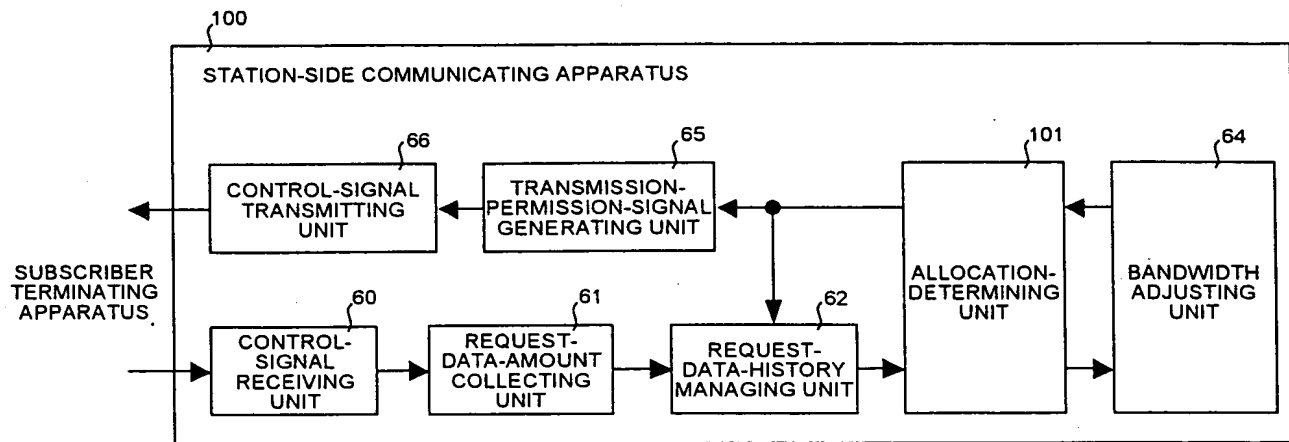 100
STATION-SIDE COMMUNICATING APPARATUS
66
CONTROL-SIGNAL
TRANSMITTING
UNIT
65
TRANSMISSION-
PERMISSION-SIGNAL
GENERATING UNIT
101
ALLOCATION-
DETERMINING
UNIT
64
BANDWIDTH
ADJUSTING
UNIT
SUBSCRIBER
TERMINATING
APPARATUS
60
CONTROL-
SIGNAL
RECEIVING
UNIT
61
REQUEST-
DATA-AMOUNT
COLLECTING
UNIT
62
REQUEST-
DATA-HISTORY
MANAGING UNIT